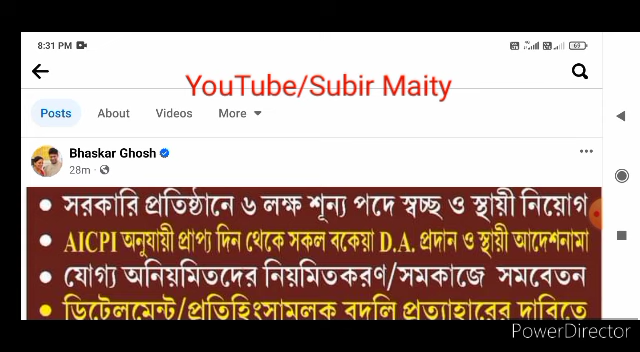 8:31 PM
69
YouTube/Subir Maity
Posts About Videos More
Bhaskar Ghosh
28m
• সরকারি প্রতিষ্ঠানে ৬ লক্ষ শূন্য পদে স্বচ্ছ ও স্থায়ী নিয়োগ
• AICPI অনুযায়ী প্রাপ্য দিন থেকে সকল বকেয়া D.A. প্রদান ও স্থায়ী আদেশনামা
• যোগ্য অনিয়মিতদের নিয়মিতকরণ/সমকাজে সমবেতন
• ডিটেলমেন্ট/প্রতিহিংসামূলক বদলি প্রত্যাহারের দাবিতে
PowerDirector